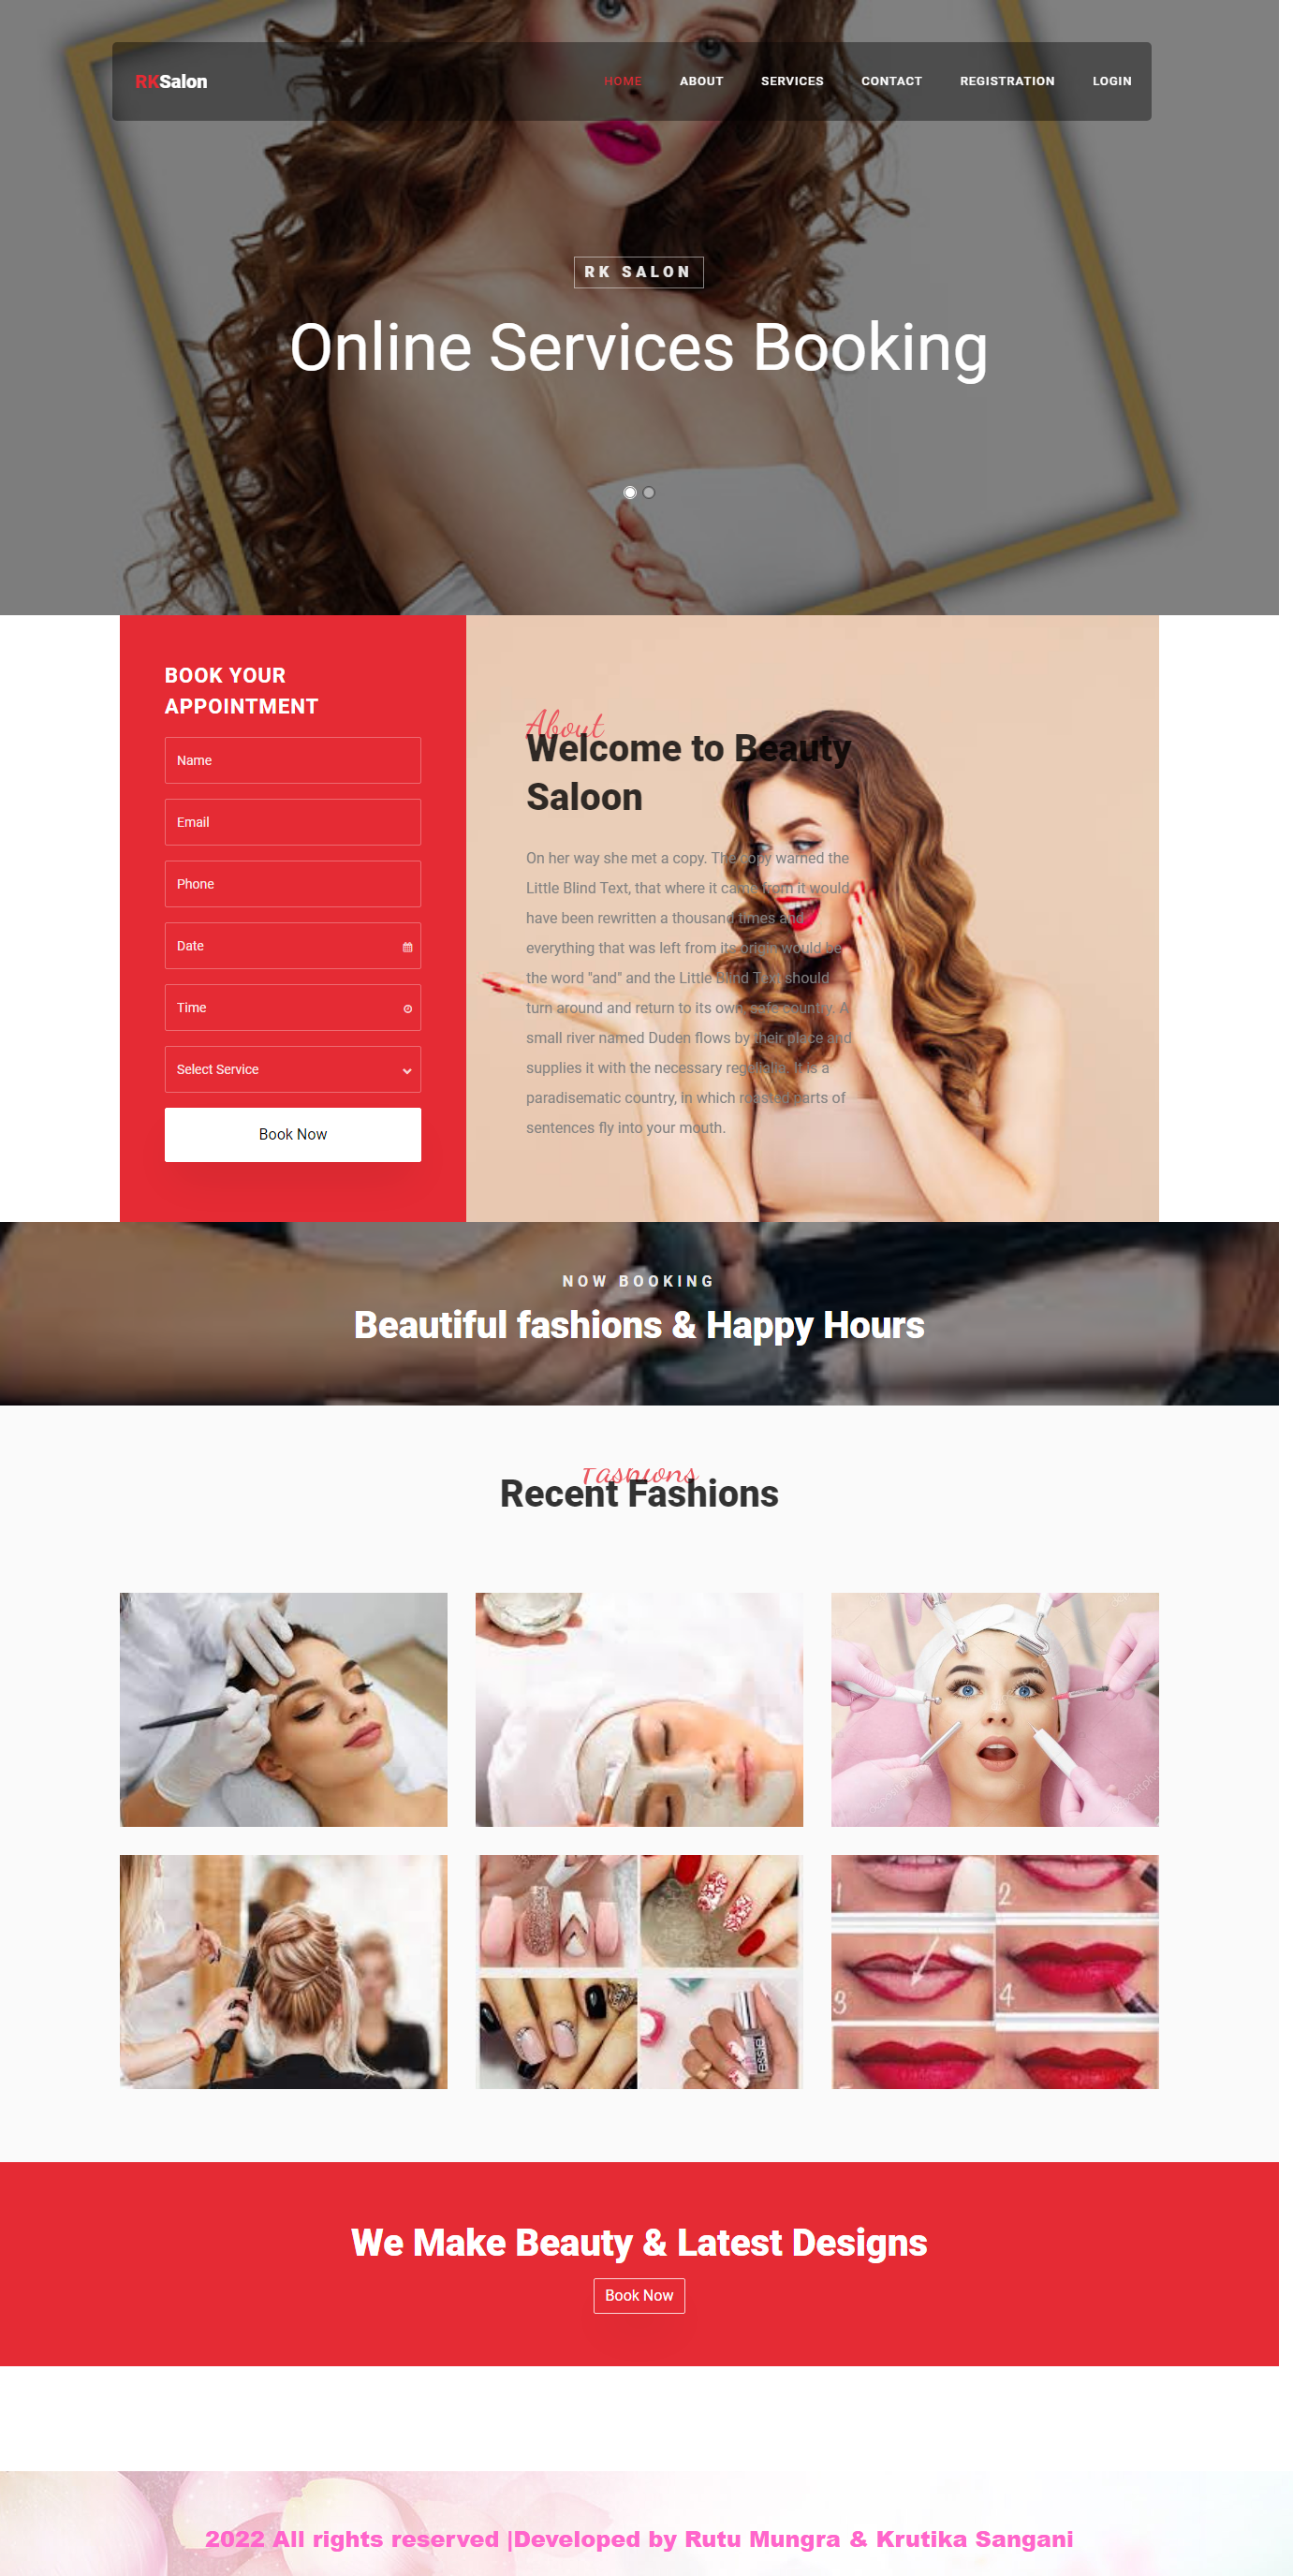 RKSalon
HOME ABOUT SERVICES CONTACT REGISTRATION LOGIN
RK SALON
Online Services Booking
BOOK YOUR
APPOINTMENT
Name
Email
Phone
Date
Time
Select Service
Book Now
About
Welcome to Beauty
Saloon
On her way she met a copy. The copy warned the
Little Blind Text, that where it came from it would
have been rewritten a thousand times and
everything that was left from its origin would be
the word "and" and the Little Blind Text should
turn around and return to its own, safe country. A
small river named Duden flows by their place and
supplies it with the necessary regelialia. It is a
paradisematic country, in which roasted parts of
sentences fly into your mouth.
NOW BOOKING
Beautiful fashions & Happy Hours
Fashions
Recent Fashions
1
2
3
4
We Make Beauty & Latest Designs
Book Now
2022 All rights reserved |Developed by Rutu Mungra & Krutika Sangani